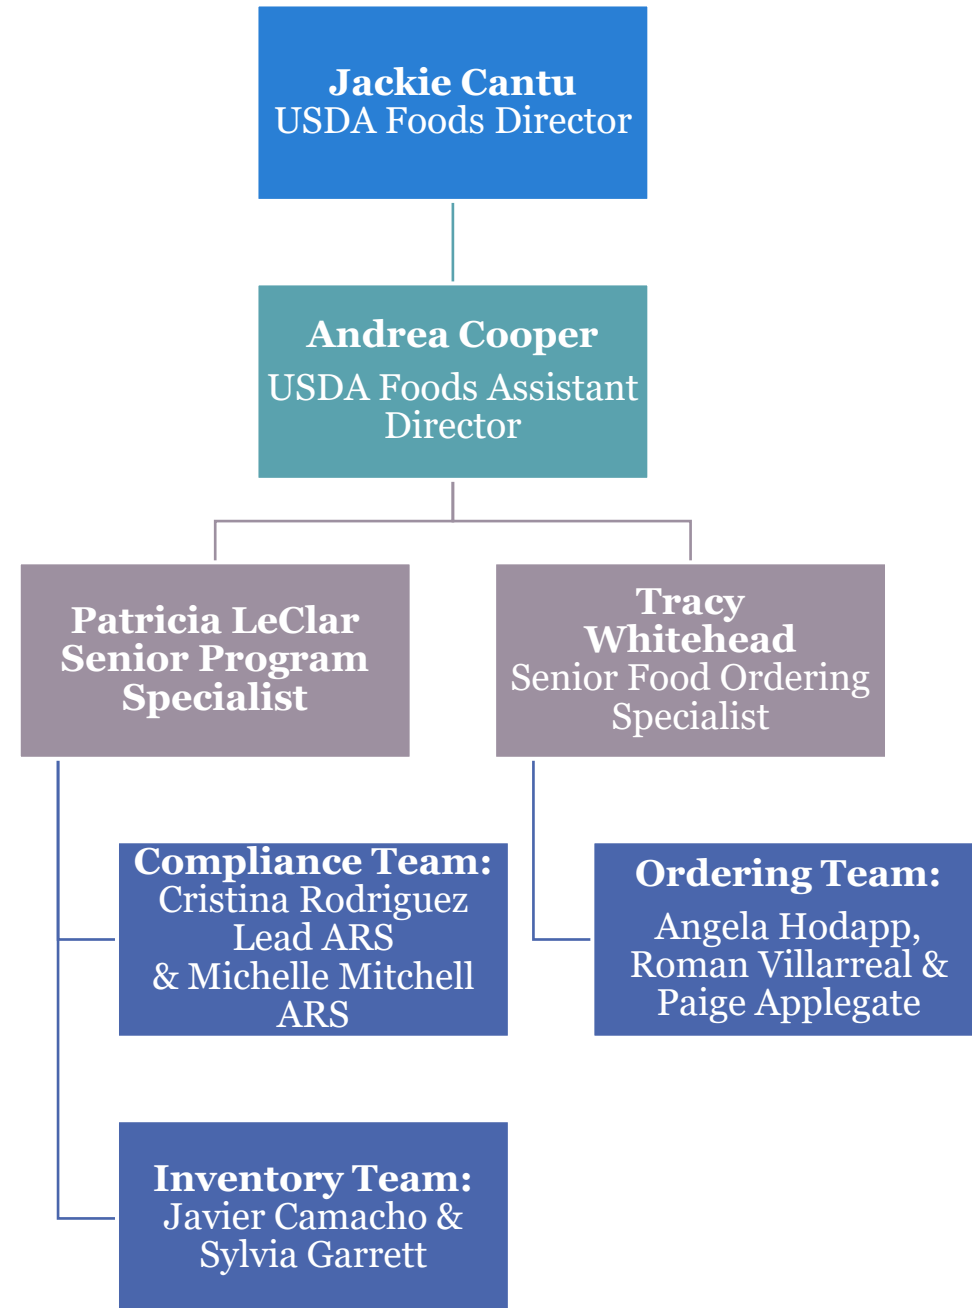 Jackie Cantu
USDA Foods Director
Andrea Cooper
USDA Foods Assistant
Director
Patricia LeClar
Senior Program
Specialist
Tracy
Whitehead
Senior Food Ordering
Specialist
Compliance Team:
Cristina Rodriguez
Lead ARS
& Michelle Mitchell
ARS
Ordering Team:
Angela Hodapp,
Roman Villarreal &
Paige Applegate
Inventory Team:
Javier Camacho &
Sylvia Garrett